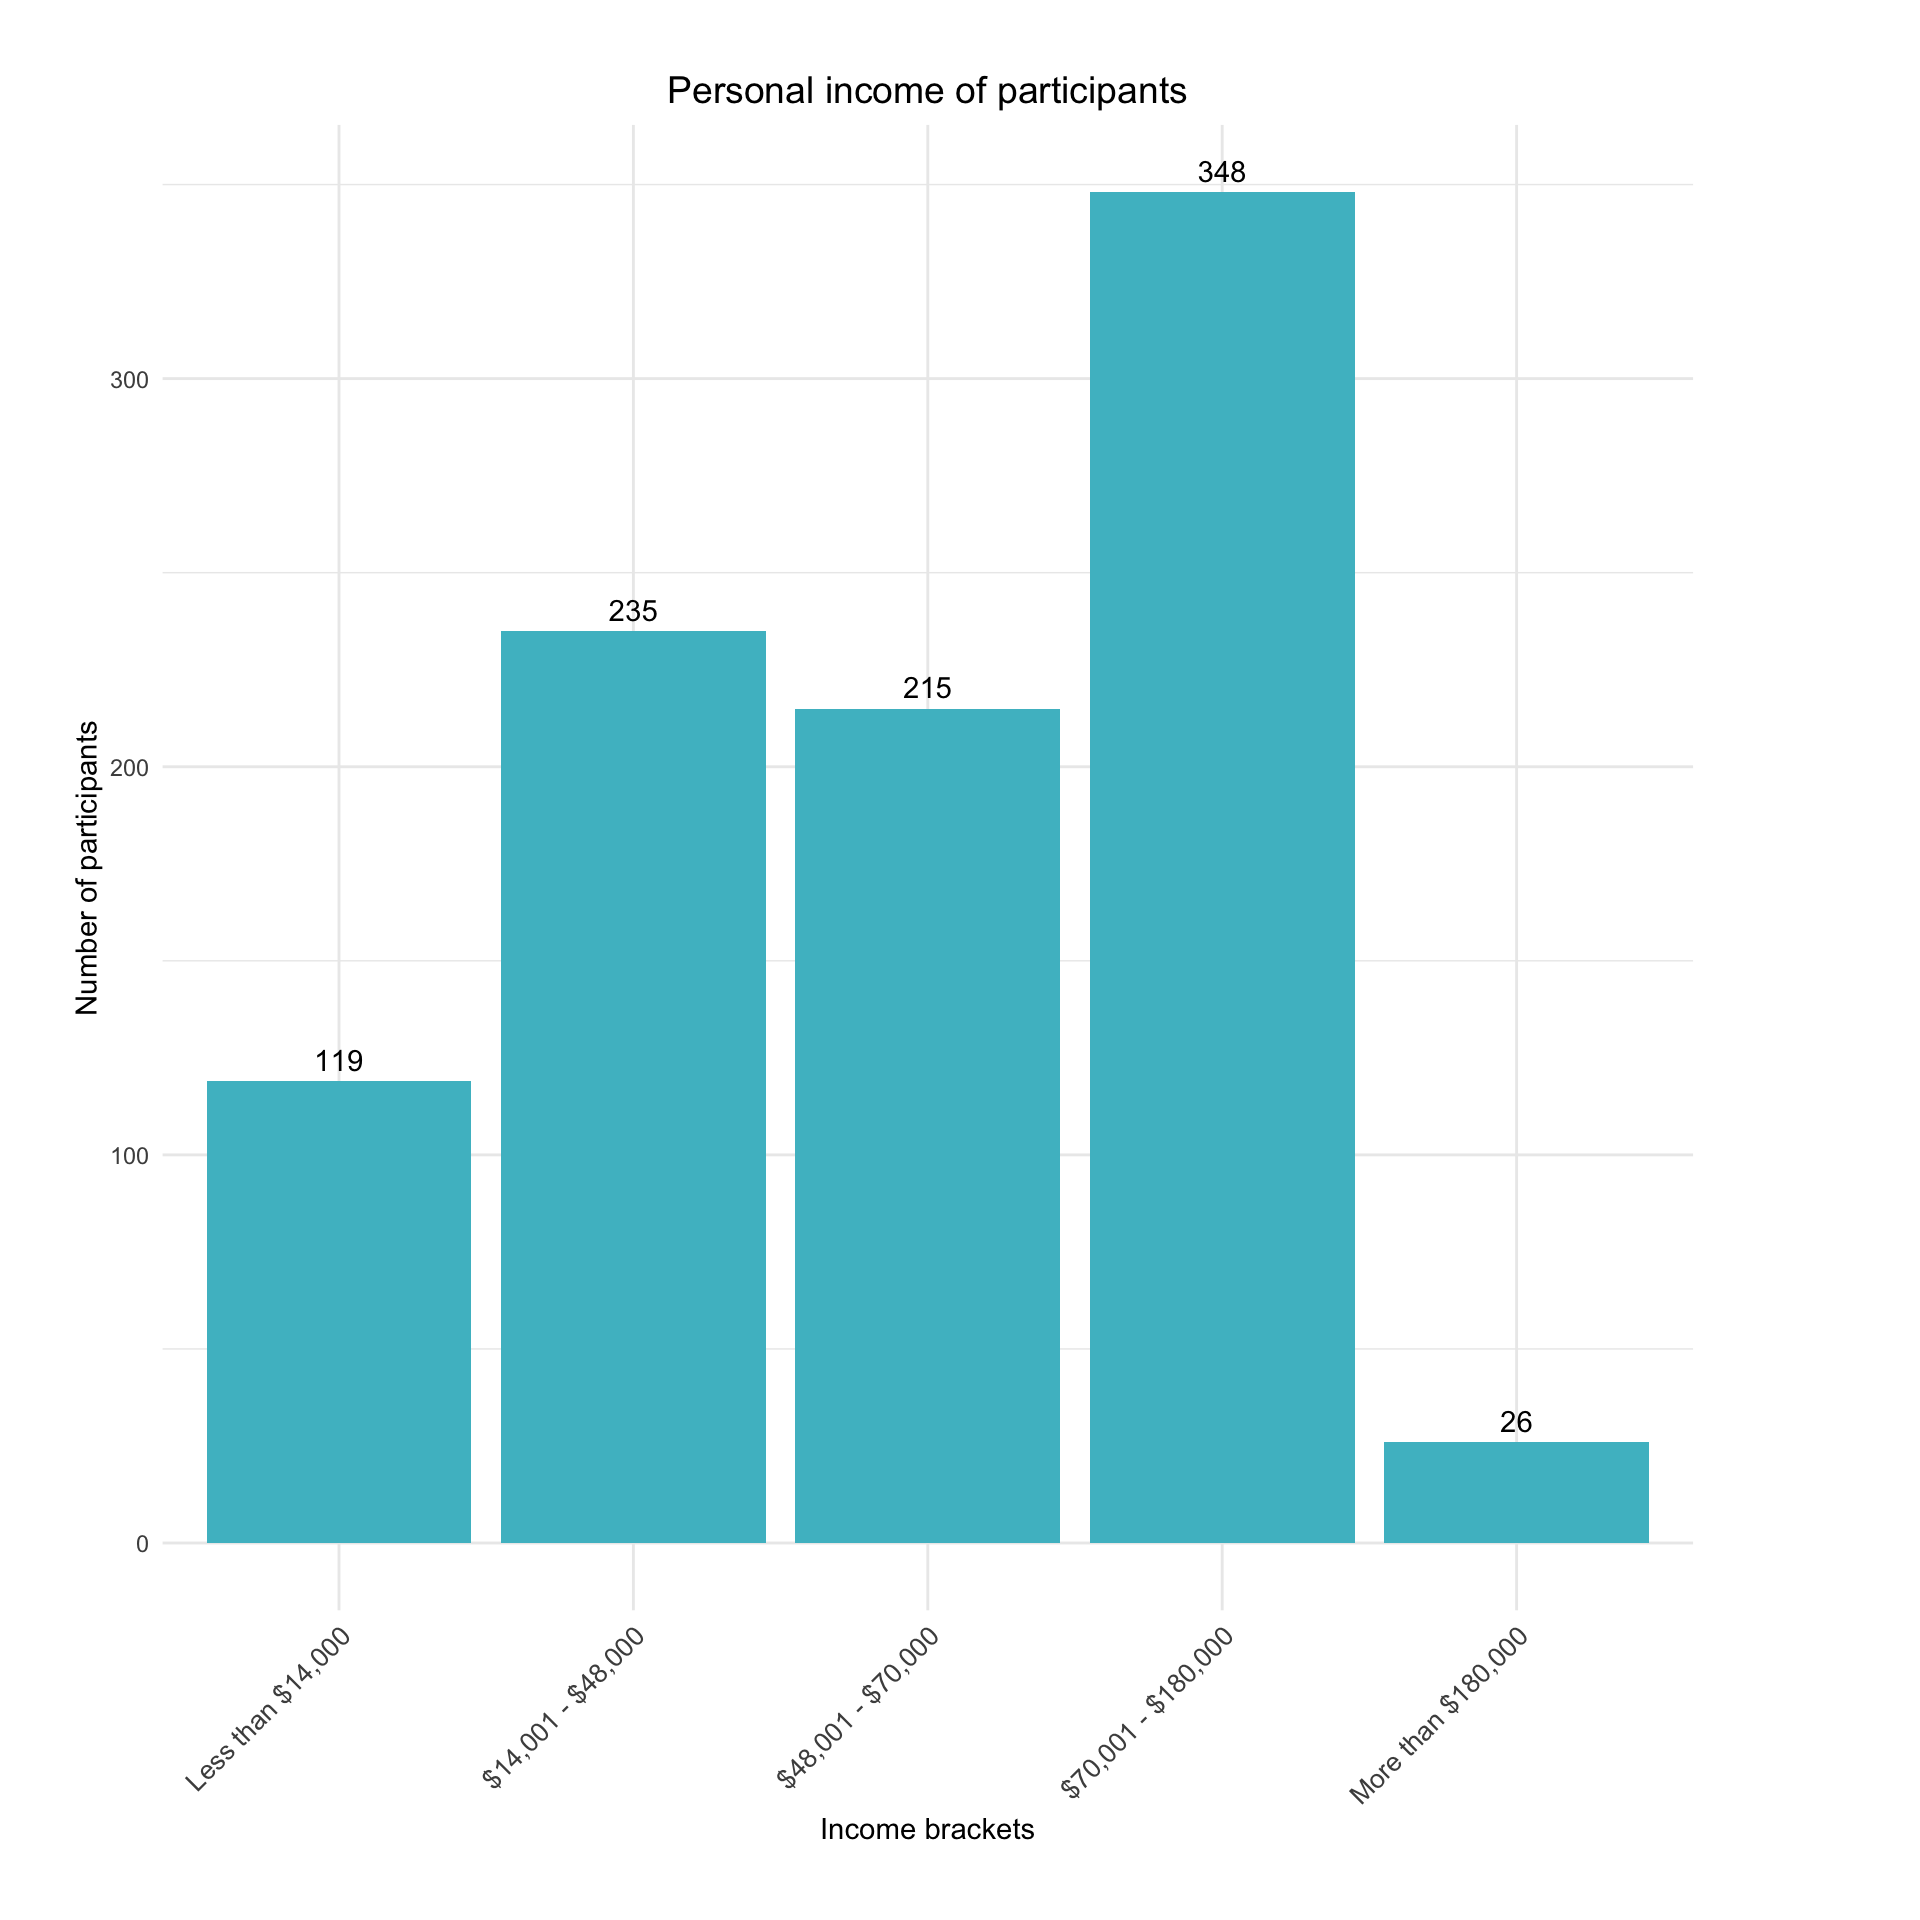 Personal income of participants
348
300
235
215
200
119
100
26
0
Number of participants
Less than $14,000
$14,001 - $48,000
$48,001 - $70,000
$70,001 - $180,000
More than $180,000
Income brackets